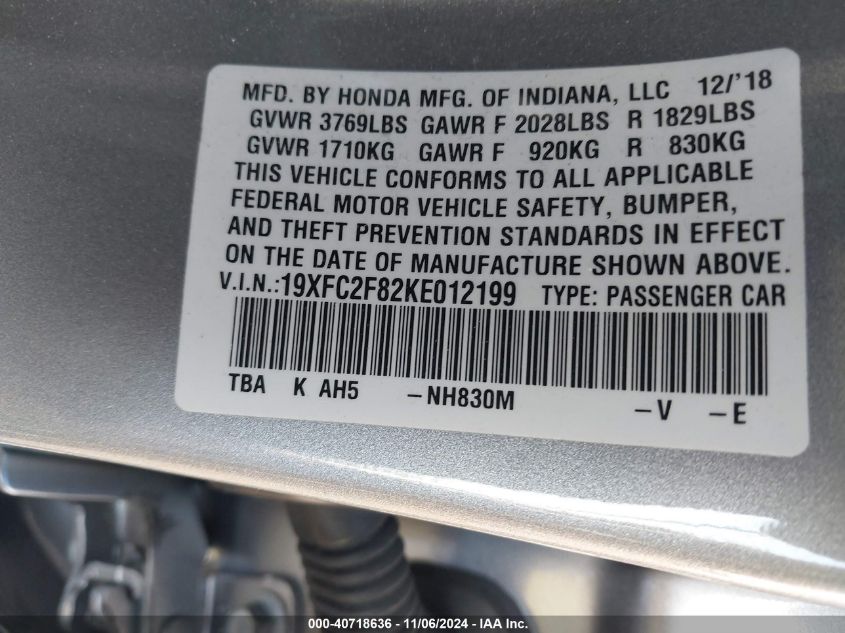 MFD. BY HONDA MFG. OF INDIANA, LLC 12/'18
GVWR 3769LBS GAWR F 2028LBS R 1829LBS
GVWR 1710KG GAWR F 920KG R 830KG
THIS VEHICLE CONFORMS TO ALL APPLICABLE
FEDERAL MOTOR VEHICLE SAFETY, BUMPER,
AND THEFT PREVENTION STANDARDS IN EFFECT
ON THE DATE OF MANUFACTURE SHOWN ABOVE.
V.I.N.:19XFC2F82KE012199 TYPE: PASSENGER CAR
TBA K AH5 -NH830M -V -E
000-40718636 - 11/06/2024 - IAA Inc.